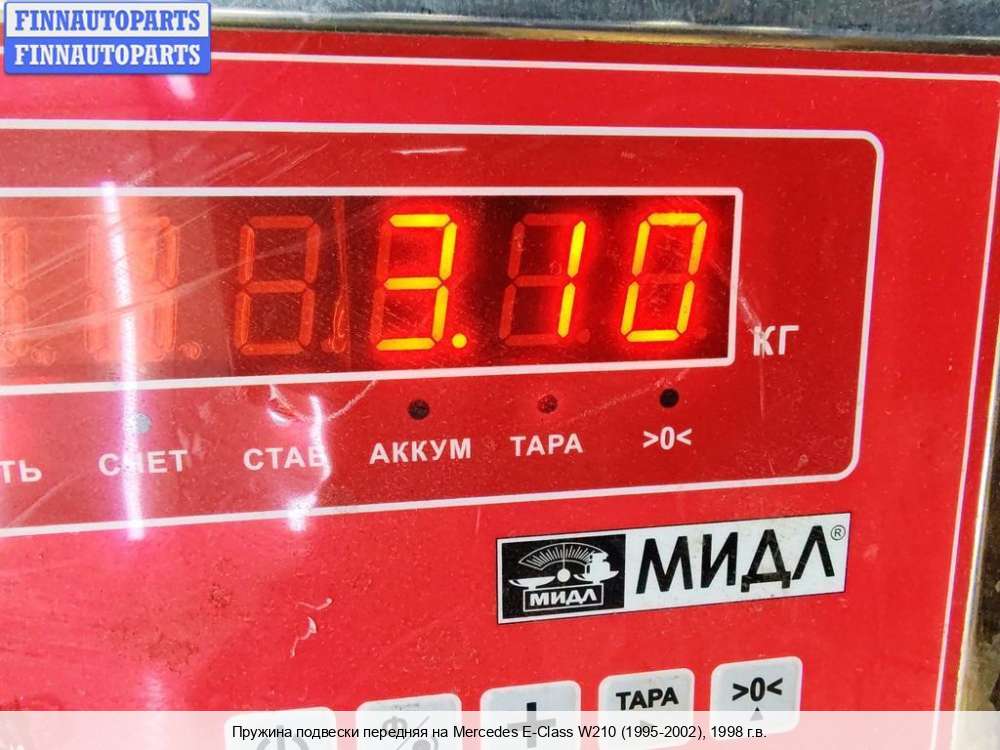 FINNAUTOPARTS
FINNAUTOPARTS
3.10
КГ
ТЬ СЧЕТ СТАБ АККУМ ТАРА >0<
МИДЛ МИДЛ®
+ ТАРА >0<
Пружина подвески передняя на Mercedes E-Class W210 (1995-2002), 1998 г.в.